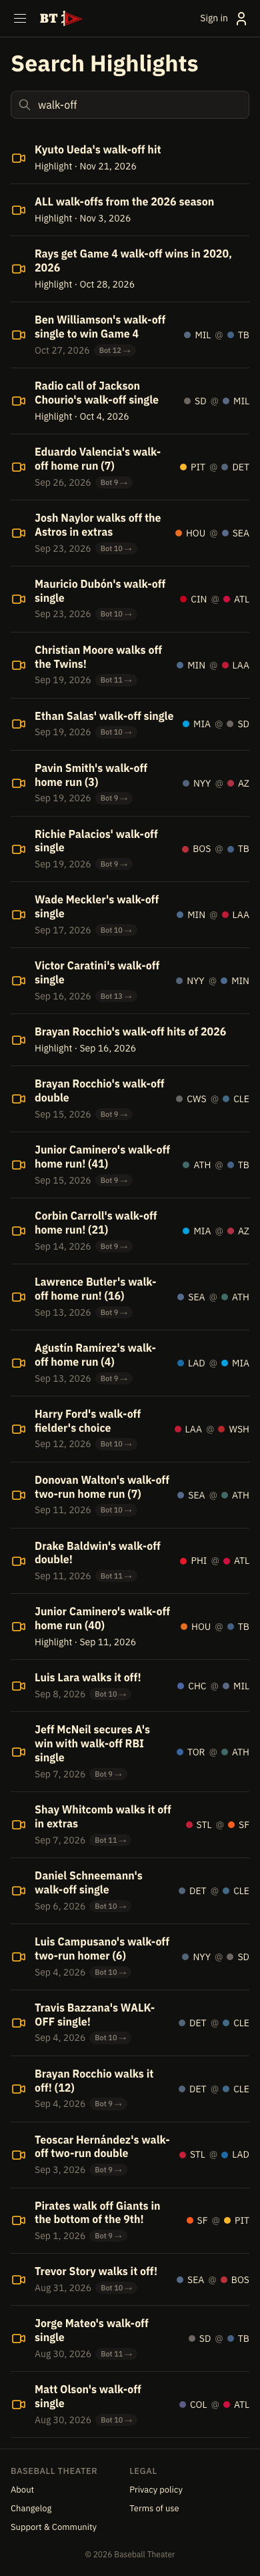 BT
Sign in
Search Highlights
walk-off
Kyuto Ueda's walk-off hit
Highlight · Nov 21, 2026
ALL walk-offs from the 2026 season
Highlight · Nov 3, 2026
Rays get Game 4 walk-off wins in 2020,
2026
Highlight · Oct 28, 2026
Ben Williamson's walk-off
single to win Game 4
MIL @ TB
Oct 27, 2026 Bot 12 →
Radio call of Jackson
Chourio's walk-off single
SD @ MIL
Highlight · Oct 4, 2026
Eduardo Valencia's walk-
off home run (7)
PIT @ DET
Sep 26, 2026 Bot 9 →
Josh Naylor walks off the
Astros in extras
HOU @ SEA
Sep 23, 2026 Bot 10 →
Mauricio Dubón's walk-off
single
CIN @ ATL
Sep 23, 2026 Bot 10 →
Christian Moore walks off
the Twins!
MIN @ LAA
Sep 19, 2026 Bot 11 →
Ethan Salas' walk-off single
MIA @ SD
Sep 19, 2026 Bot 10 →
Pavin Smith's walk-off
home run (3)
NYY @ AZ
Sep 19, 2026 Bot 9 →
Richie Palacios' walk-off
single
BOS @ TB
Sep 19, 2026 Bot 9 →
Wade Meckler's walk-off
single
MIN @ LAA
Sep 17, 2026 Bot 10 →
Victor Caratini's walk-off
single
NYY @ MIN
Sep 16, 2026 Bot 13 →
Brayan Rocchio's walk-off hits of 2026
Highlight · Sep 16, 2026
Brayan Rocchio's walk-off
double
CWS @ CLE
Sep 15, 2026 Bot 9 →
Junior Caminero's walk-off
home run! (41)
ATH @ TB
Sep 15, 2026 Bot 9 →
Corbin Carroll's walk-off
home run! (21)
MIA @ AZ
Sep 14, 2026 Bot 9 →
Lawrence Butler's walk-
off home run! (16)
SEA @ ATH
Sep 13, 2026 Bot 9 →
Agustín Ramírez's walk-
off home run (4)
LAD @ MIA
Sep 13, 2026 Bot 9 →
Harry Ford's walk-off
fielder's choice
LAA @ WSH
Sep 12, 2026 Bot 10 →
Donovan Walton's walk-off
two-run home run (7)
SEA @ ATH
Sep 11, 2026 Bot 10 →
Drake Baldwin's walk-off
double!
PHI @ ATL
Sep 11, 2026 Bot 11 →
Junior Caminero's walk-off
home run (40)
HOU @ TB
Highlight · Sep 11, 2026
Luis Lara walks it off!
CHC @ MIL
Sep 8, 2026 Bot 10 →
Jeff McNeil secures A's
win with walk-off RBI
single
TOR @ ATH
Sep 7, 2026 Bot 9 →
Shay Whitcomb walks it off
in extras
STL @ SF
Sep 7, 2026 Bot 11 →
Daniel Schneemann's
walk-off single
DET @ CLE
Sep 6, 2026 Bot 10 →
Luis Campusano's walk-off
two-run homer (6)
NYY @ SD
Sep 4, 2026 Bot 10 →
Travis Bazzana's WALK-
OFF single!
DET @ CLE
Sep 4, 2026 Bot 10 →
Brayan Rocchio walks it
off! (12)
DET @ CLE
Sep 4, 2026 Bot 9 →
Teoscar Hernández's walk-
off two-run double
STL @ LAD
Sep 3, 2026 Bot 9 →
Pirates walk off Giants in
the bottom of the 9th!
SF @ PIT
Sep 1, 2026 Bot 9 →
Trevor Story walks it off!
SEA @ BOS
Aug 31, 2026 Bot 10 →
Jorge Mateo's walk-off
single
SD @ TB
Aug 30, 2026 Bot 11 →
Matt Olson's walk-off
single
COL @ ATL
Aug 30, 2026 Bot 10 →
BASEBALL THEATER LEGAL
About Privacy policy
Changelog Terms of use
Support & Community
© 2026 Baseball Theater